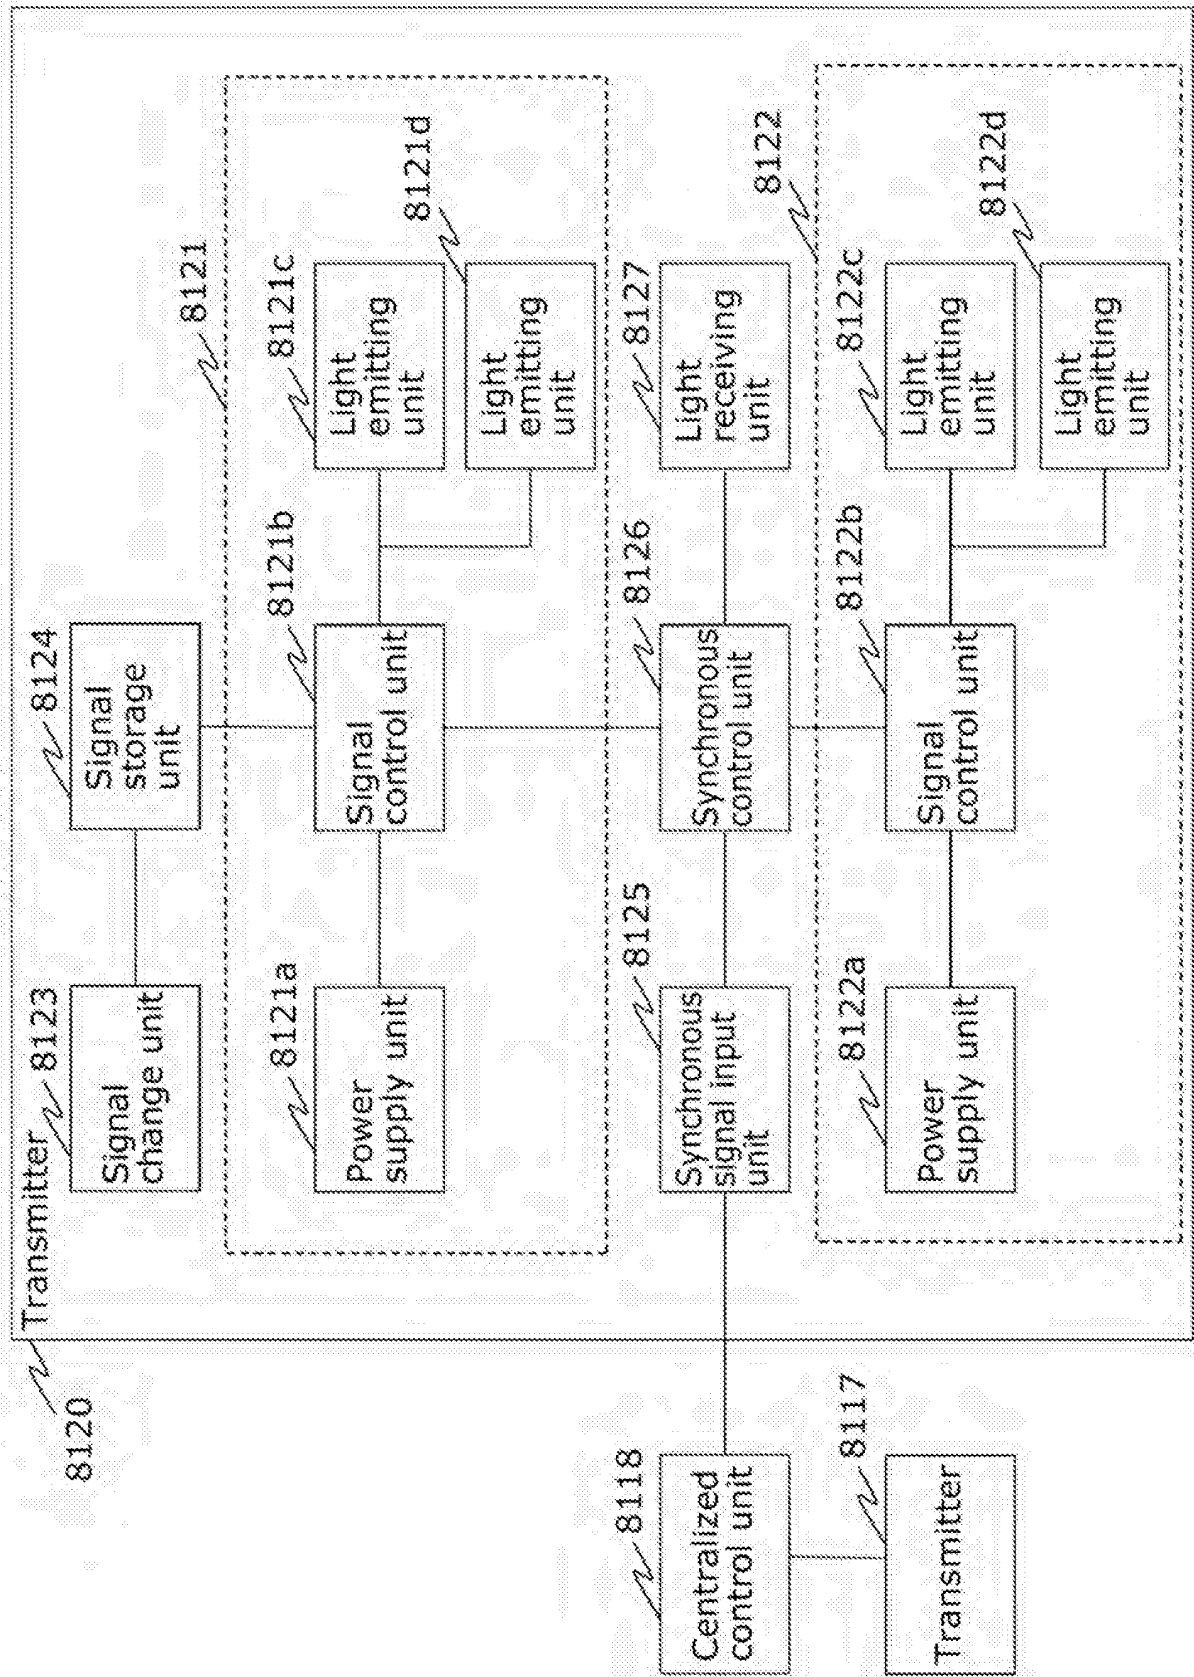 8120
Transmitter
8123
Signal
change unit
8124
Signal
storage
unit
8121
8121a
Power
supply unit
8121b
Signal
control unit
8121c
Light
emitting
unit
8121d
Light
emitting
unit
8118
Centralized
control unit
8125
Synchronous
signal input
unit
8126
Synchronous
control unit
8127
Light
receiving
unit
8117
Transmitter
8122
8122a
Power
supply unit
8122b
Signal
control unit
8122c
Light
emitting
unit
8122d
Light
emitting
unit